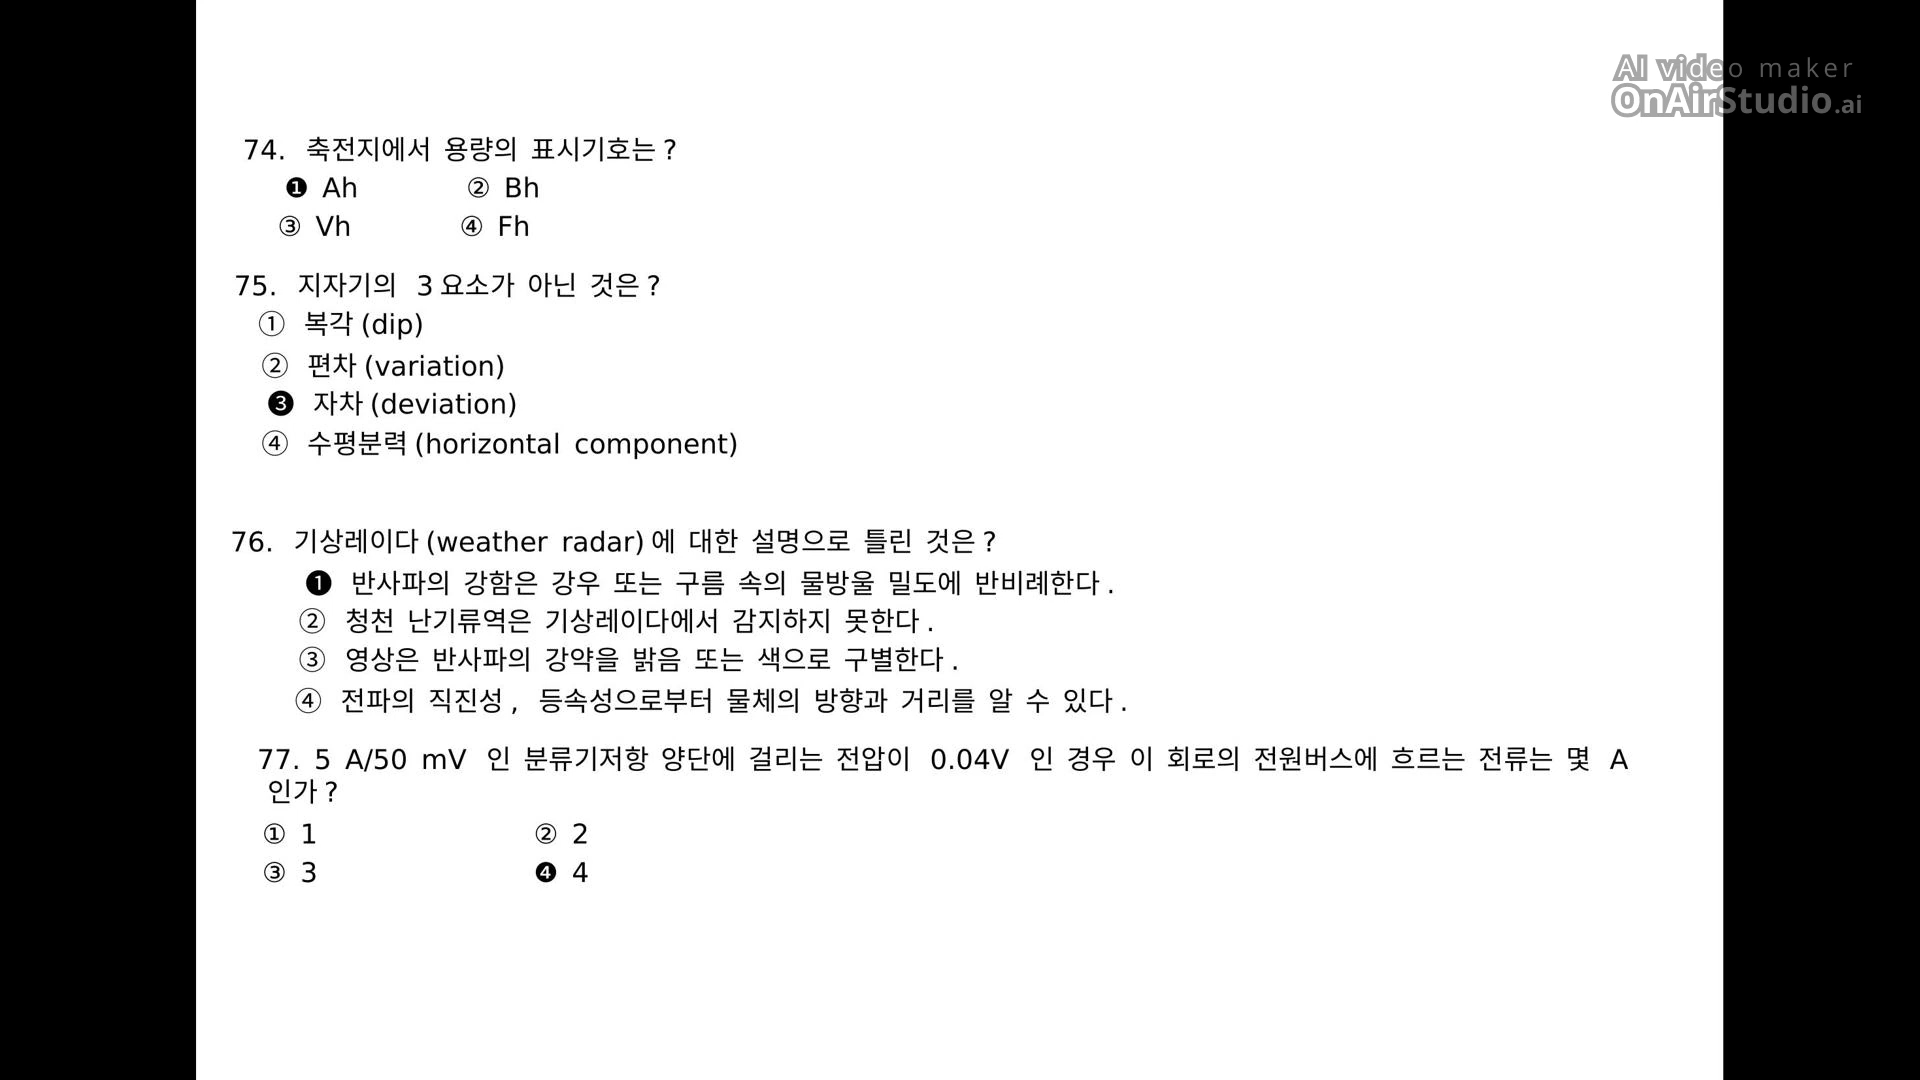 AI video maker
OnAirStudio.ai
74. 축전지에서 용량의 표시기호는?
❶ Ah ② Bh
③ Vh ④ Fh
75. 지자기의 3요소가 아닌 것은?
① 복각(dip)
② 편차(variation)
❸ 자차(deviation)
④ 수평분력(horizontal component)
76. 기상레이다(weather radar)에 대한 설명으로 틀린 것은?
❶ 반사파의 강함은 강우 또는 구름 속의 물방울 밀도에 반비례한다.
② 청천 난기류역은 기상레이다에서 감지하지 못한다.
③ 영상은 반사파의 강약을 밝음 또는 색으로 구별한다.
④ 전파의 직진성, 등속성으로부터 물체의 방향과 거리를 알 수 있다.
77. 5 A/50 mV 인 분류기저항 양단에 걸리는 전압이 0.04V 인 경우 이 회로의 전원버스에 흐르는 전류는 몇 A
인가?
① 1 ② 2
③ 3 ❹ 4